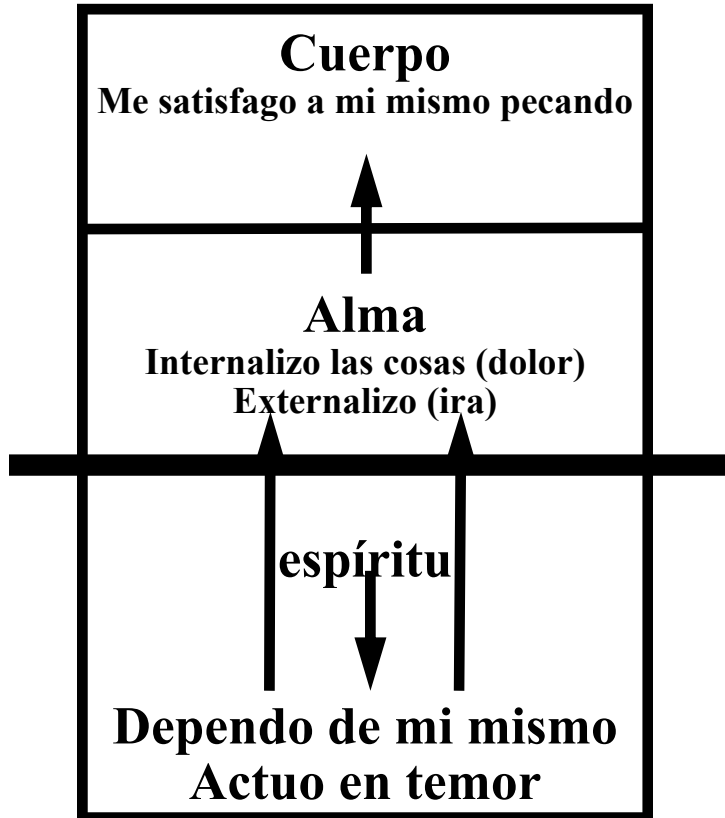 Cuerpo
Me satisfago a mi mismo pecando
Alma
Internalizo las cosas (dolor)
Externalizo (ira)
espíritu
Dependo de mi mismo
Actuo en temor